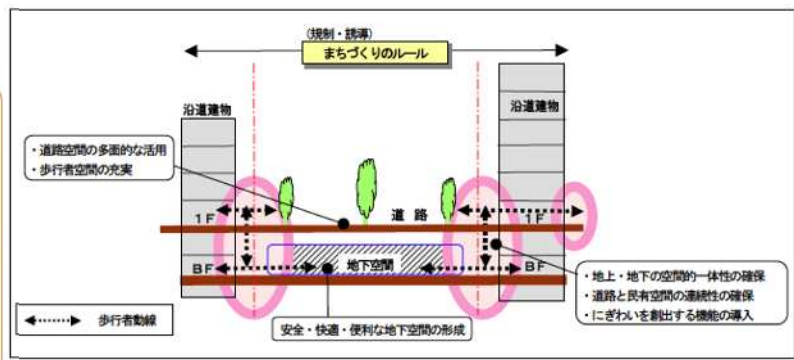 (規制・誘導)
まちづくりのルール
沿道建物
沿道建物
・道路空間の多面的な活用
・歩行者空間の充実
1F
道 路
1F
BF
地下空間
BF
・地上・地下の空間的一体性の確保
・道路と民有空間の連続性の確保
・にぎわいを創出する機能の導入
歩行者動線
安全・快適・便利な地下空間の形成